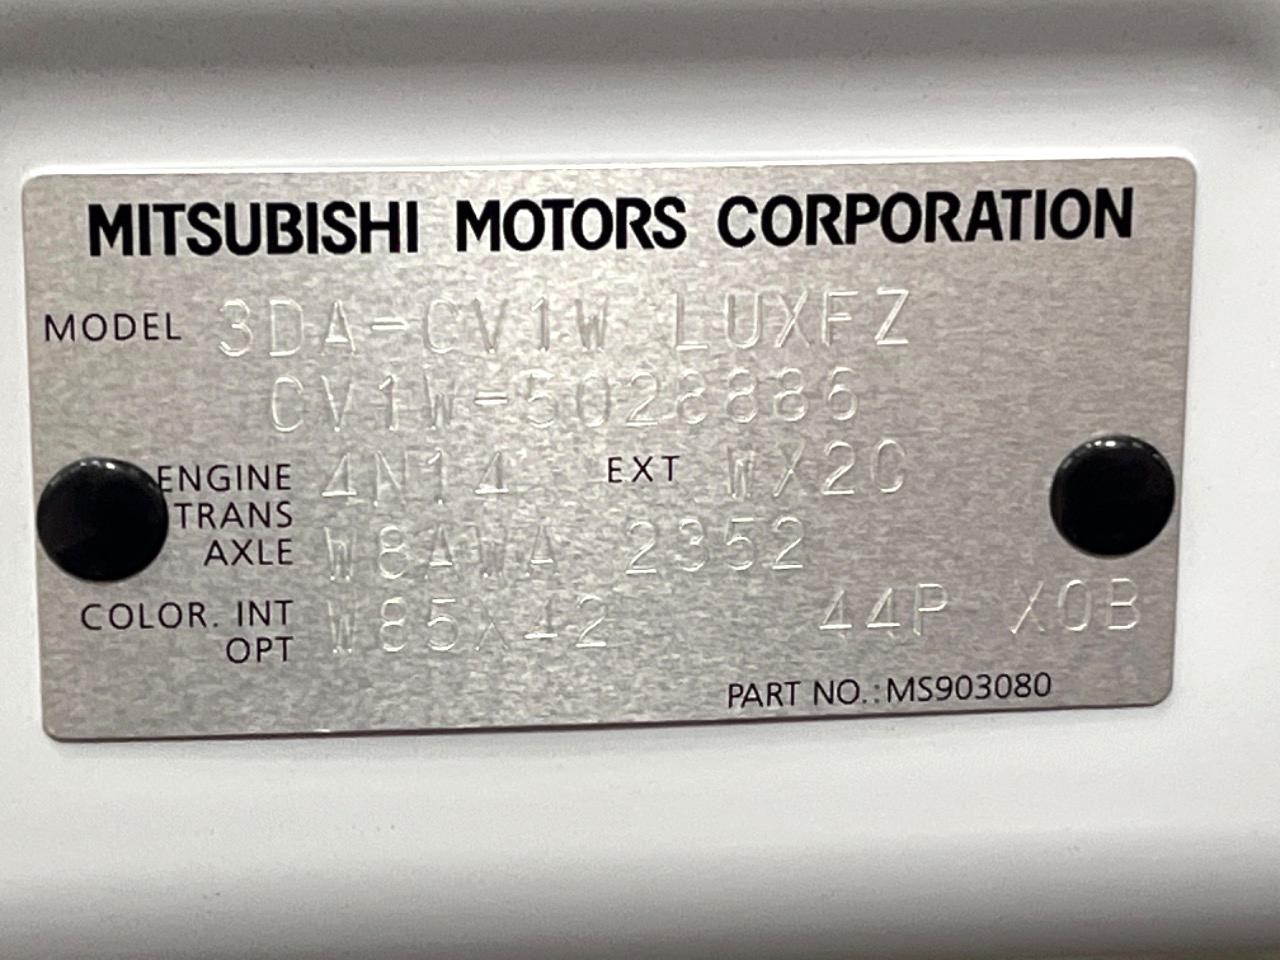 MITSUBISHI MOTORS CORPORATION
MODEL 3DA-CV1W LUXFZ
CV1W-5028886
ENGINE 4N14 EXT WX2C
TRANS
AXLE W8AWA 2352
COLOR. INT W85X42 44P X0B
OPT
PART NO.:MS903080